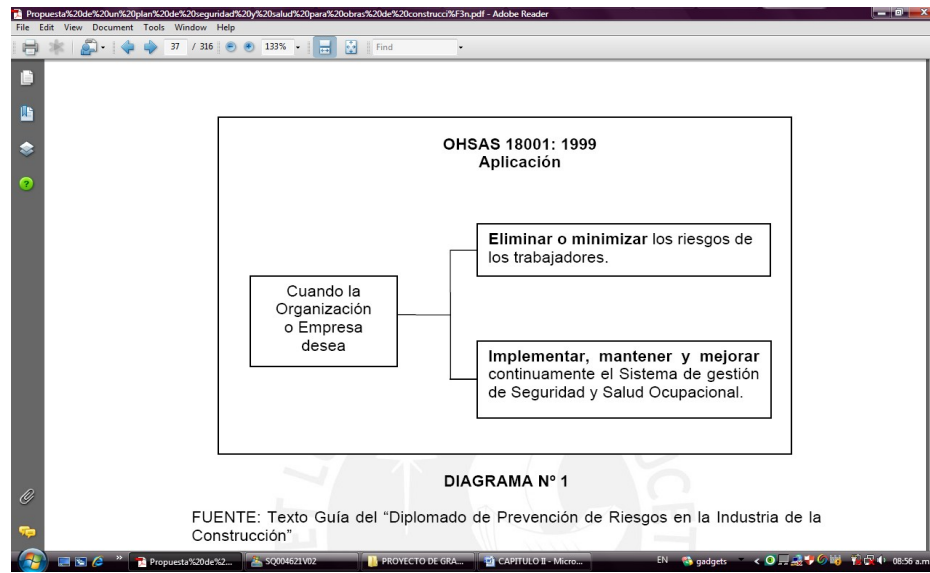 Propuesta%20de%20un%20plan%20de%20seguridad%20y%20salud%20para%20obras%20de%20construcci%F3n.pdf - Adobe Reader
File Edit View Document Tools Window Help
37 / 316 133% Find
OHSAS 18001: 1999
Aplicación
Eliminar o minimizar los riesgos de
los trabajadores.
Cuando la
Organización
o Empresa
desea
Implementar, mantener y mejorar
continuamente el Sistema de gestión
de Seguridad y Salud Ocupacional.
DIAGRAMA Nº 1
FUENTE: Texto Guía del “Diplomado de Prevención de Riesgos en la Industria de la
Construcción”
Propuesta%20de%2... SQ004621V02 PROYECTO DE GRA... CAPITULO II - Micro... EN gadgets 08:56 a.m.